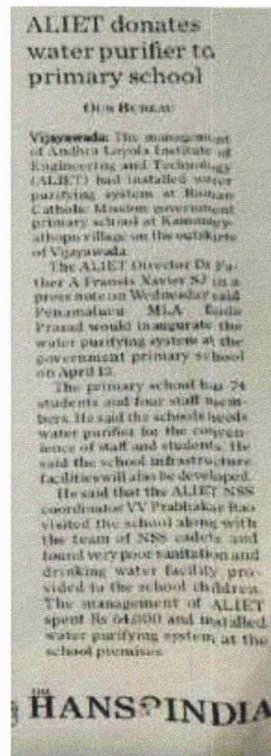 ALIET donates
water purifier to
primary school
OUR BUREAU
Vijayawada: The management
of Andhra Loyola Institute of
Engineering and Technology
(ALIET) had installed water
purifying system at Roman
Catholic Mission government
primary school at
village on the outskirts
of Vijayawada.
The ALIET Director Dr Fa-
ther A Francis Xavier SJ in a
press note on Wednesday said
Penamaluru MLA Bode
Prasad would inaugurate the
water purifying system at the
government primary school
on April 13.
The primary school has 74
students and four staff mem-
bers. He said the schools needs
water purifier for the conven-
ience of staff and students. He
said the school infrastructure
facilities will also be developed.
He said that the ALIET NSS
coordinator VV Prabhakar Rao
visited the school along with
the team of NSS cadets and
found very poor sanitation and
drinking water facility pro-
vided to the school children.
The management of ALIET
spent Rs 64,000 and installed
water purifying system at the
school premises.
THE
HANS INDIA